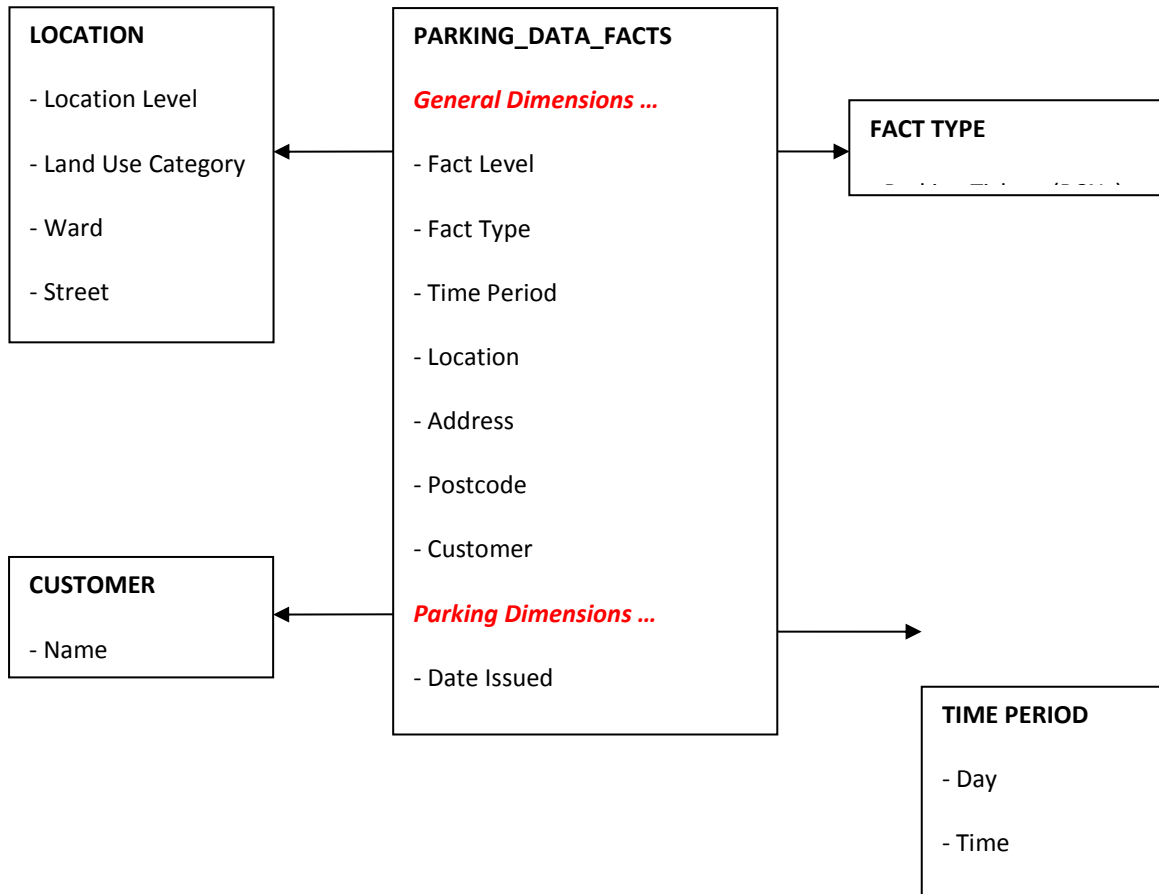 LOCATION
- Location Level
- Land Use Category
- Ward
- Street
PARKING_DATA_FACTS
General Dimensions ...
- Fact Level
- Fact Type
- Time Period
- Location
- Address
- Postcode
- Customer
Parking Dimensions ...
- Date Issued
FACT TYPE
CUSTOMER
- Name
TIME PERIOD
- Day
- Time